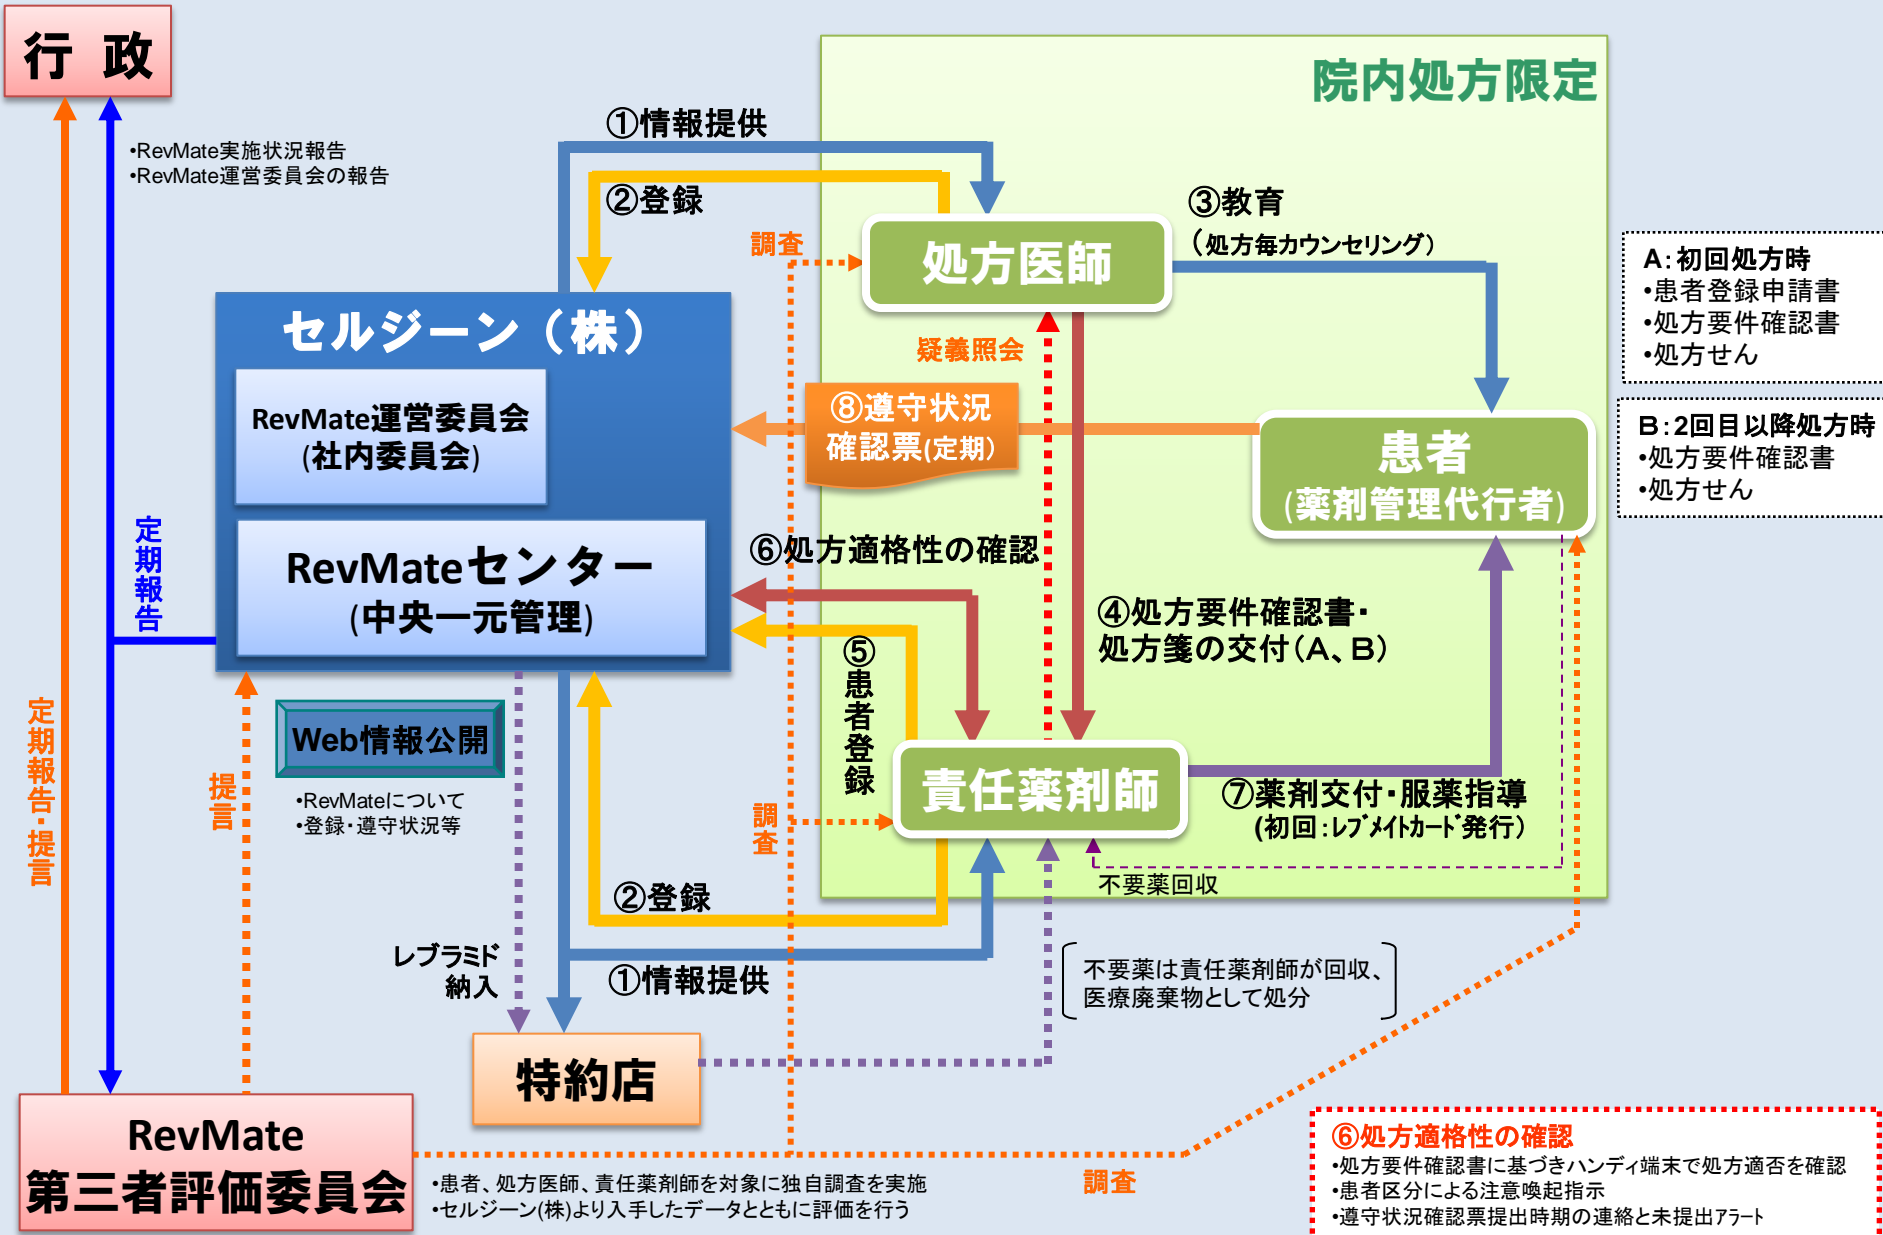 行 政
院内処方限定
①情報提供
•RevMate実施状況報告
•RevMate運営委員会の報告
②登録
③教育
（処方毎カウンセリング）
調査
処方医師
A:初回処方時
•患者登録申請書
•処方要件確認書
•処方せん
セルジーン（株）
疑義照会
RevMate運営委員会
(社内委員会)
⑧遵守状況
確認票(定期)
患者
(薬剤管理代行者)
B:2回目以降処方時
•処方要件確認書
•処方せん
定期報告
RevMateセンター
(中央一元管理)
⑥処方適格性の確認
④処方要件確認書・
処方箋の交付(A、B)
⑤患者登録
定期報告・提言
提言
Web情報公開
•RevMateについて
•登録・遵守状況等
調査
責任薬剤師
⑦薬剤交付・服薬指導
(初回:ﾚﾌﾞﾒｲﾄｶｰﾄﾞ発行)
不要薬回収
②登録
レブラミド
納入
①情報提供
不要薬は責任薬剤師が回収、
医療廃棄物として処分
特約店
RevMate
第三者評価委員会
•患者、処方医師、責任薬剤師を対象に独自調査を実施
•セルジーン(株)より入手したデータとともに評価を行う
調査
⑥処方適格性の確認
•処方要件確認書に基づきハンディ端末で処方適否を確認
•患者区分による注意喚起指示
•遵守状況確認票提出時期の連絡と未提出ｱﾗｰﾄ